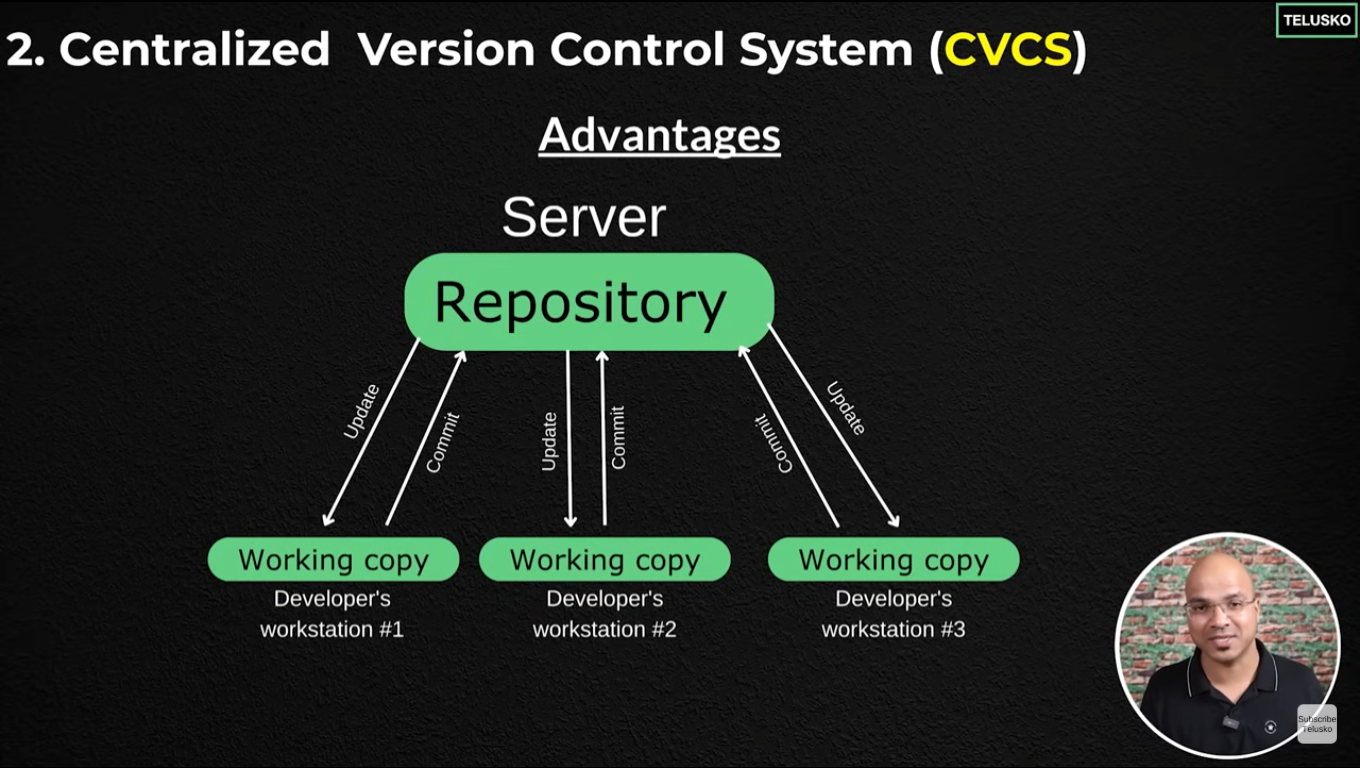 TELUSKO
2. Centralized Version Control System (CVCS)
Advantages
Server
Repository
Update
Commit
Update
Commit
Commit
Update
Working copy
Working copy
Working copy
Developer's
workstation #1
Developer's
workstation #2
Developer's
workstation #3
Subscribe
Telusko